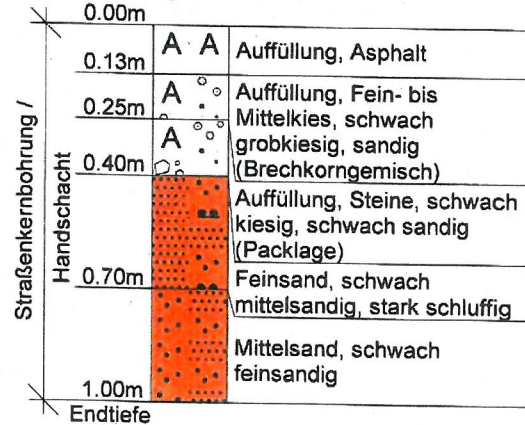 0.00m
A A
Auffüllung, Asphalt
0.13m
A
Auffüllung, Fein- bis
Mittelkies, schwach
grobkiesig, sandig
(Brechkorngemisch)
0.25m
A
0.40m
Auffüllung, Steine, schwach
kiesig, schwach sandig
(Packlage)
0.70m
Feinsand, schwach
mittelsandig, stark schluffig
Mittelsand, schwach
feinsandig
1.00m
Endtiefe
Straßenkernbohrung /
Handschacht